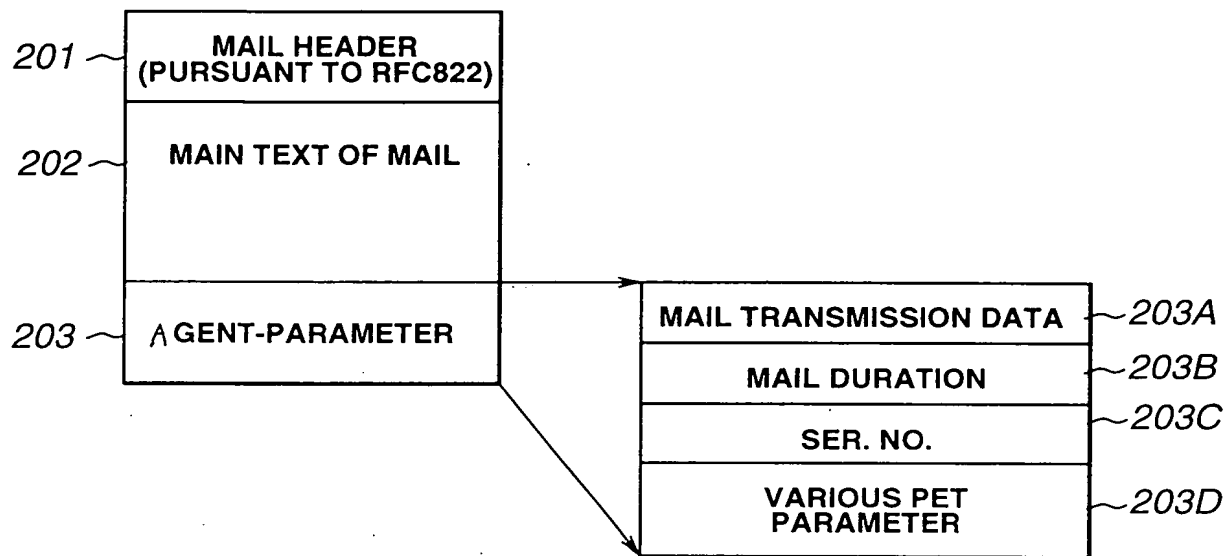 201
MAIL HEADER
(PURSUANT TO RFC822)
202
MAIN TEXT OF MAIL
203
AGENT-PARAMETER
MAIL TRANSMISSION DATA
203A
MAIL DURATION
203B
SER. NO.
203C
VARIOUS PET
PARAMETER
203D